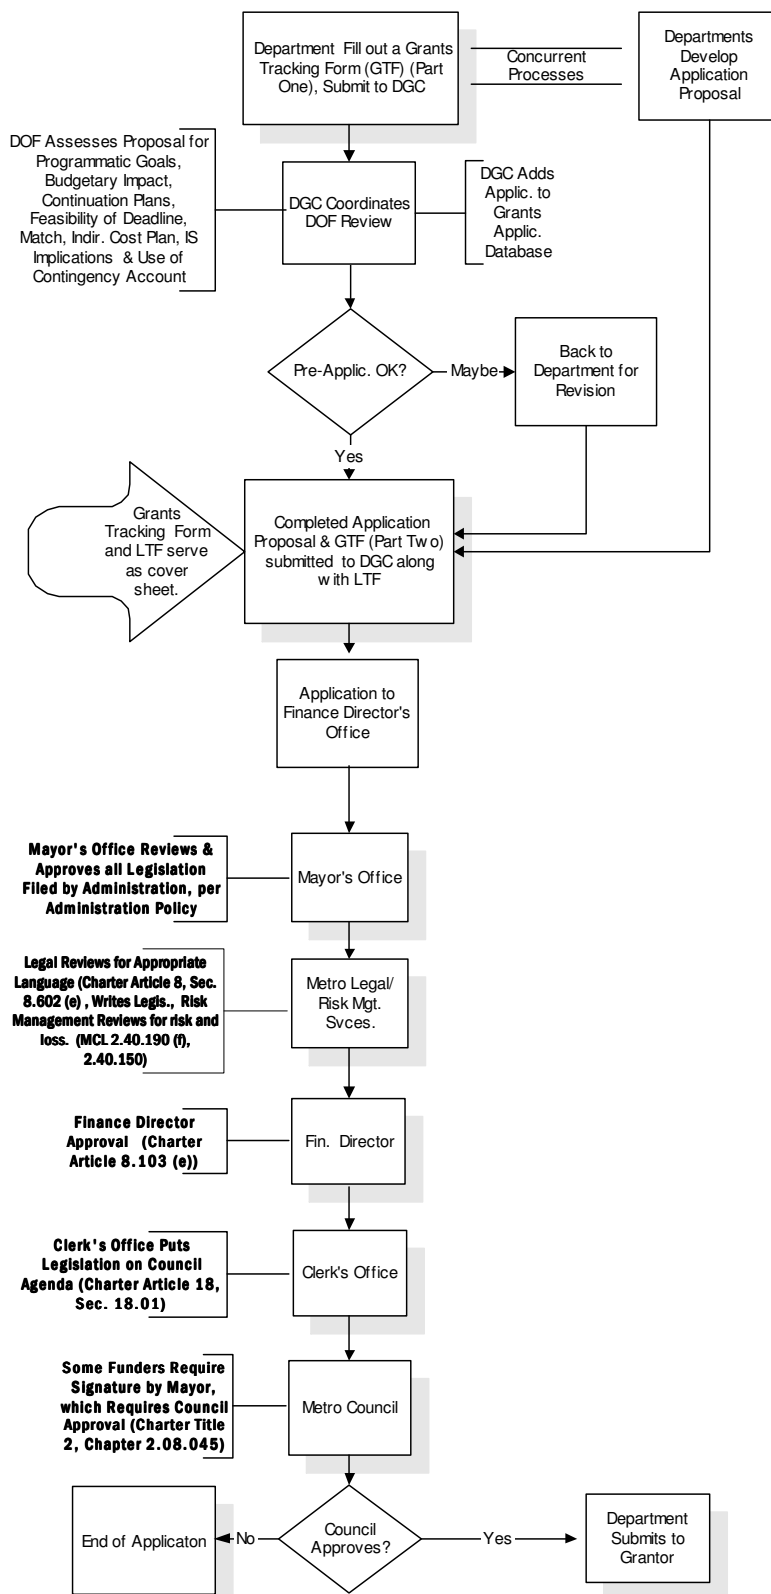 Department Fill out a Grants
Tracking Form (GTF) (Part
One), Submit to DGC
Concurrent
Processes
Departments
Develop
Application
Proposal
DOF Assesses Proposal for
Programmatic Goals,
Budgetary Impact,
Continuation Plans,
Feasibility of Deadline,
Match, Indir. Cost Plan, IS
Implications & Use of
Contingency Account
DGC Coordinates
DOF Review
DGC Adds
Applic. to
Grants
Applic.
Database
Pre-Applic. OK?
Maybe
Back to
Department for
Revision
Yes
Grants
Tracking Form
and LTF serve
as cover
sheet.
Completed Application
Proposal & GTF (Part Two)
submitted to DGC along
with LTF
Application to
Finance Director's
Office
Mayor's Office Reviews &
Approves all Legislation
Filed by Administration, per
Administration Policy
Mayor's Office
Legal Reviews for Appropriate
Language (Charter Article 8, Sec.
8.602 (e) , Writes Legis., Risk
Management Reviews for risk and
loss. (MCL 2.40.190 (f),
2.40.150)
Metro Legal/
Risk Mgt.
Svces.
Finance Director
Approval (Charter
Article 8.103 (e))
Fin. Director
Clerk's Office Puts
Legislation on Council
Agenda (Charter Article 18,
Sec. 18.01)
Clerk's Office
Some Funders Require
Signature by Mayor,
which Requires Council
Approval (Charter Title
2, Chapter 2.08.045)
Metro Council
End of Applicaton
No
Council
Approves?
Yes
Department
Submits to
Grantor